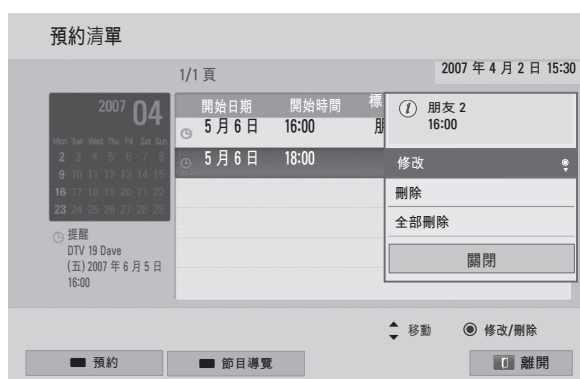 預約清單
1/1 頁
2007 年 4 月 2 日 15:30
2007 04
Mon Tue Wed Thu Fri Sat Sun
2 3 4 5 6 7 8
9 10 11 12 13 14 15
16 17 18 19 20 21 22
23 24 25 26 27 28 29
提醒
DTV 19 Dave
(五) 2007 年 6 月 5 日
16:00
開始日期 開始時間 標
5 月 6 日 16:00
5 月 6 日 18:00
朋友 2
16:00
修改
刪除
全部刪除
關閉
移動 修改/刪除
預約 節目導覽 離開